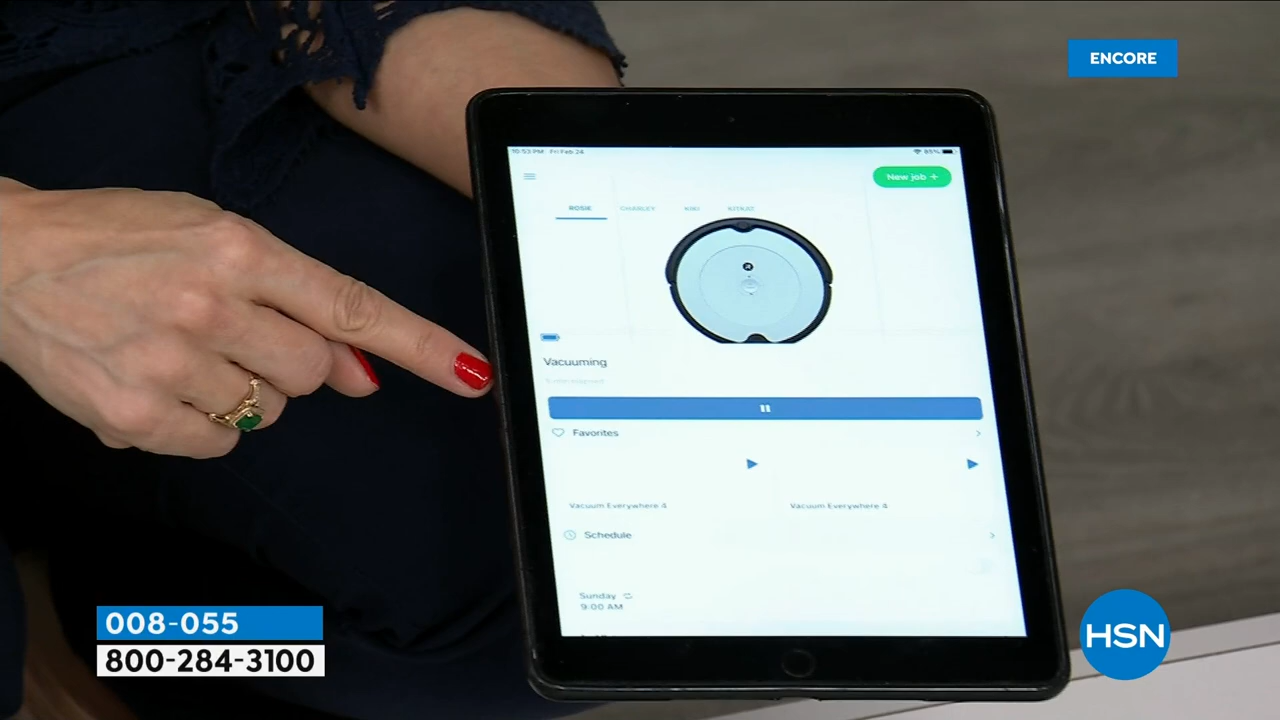 ENCORE
10:53 PM Fri Feb 24
85%
New job +
ROSIE CHARLEY KIKI KITKAT
Vacuuming
Favorites
Vacuum Everywhere 4 Vacuum Everywhere 4
Schedule
Sunday
9:00 AM
008-055
800-284-3100
HSN